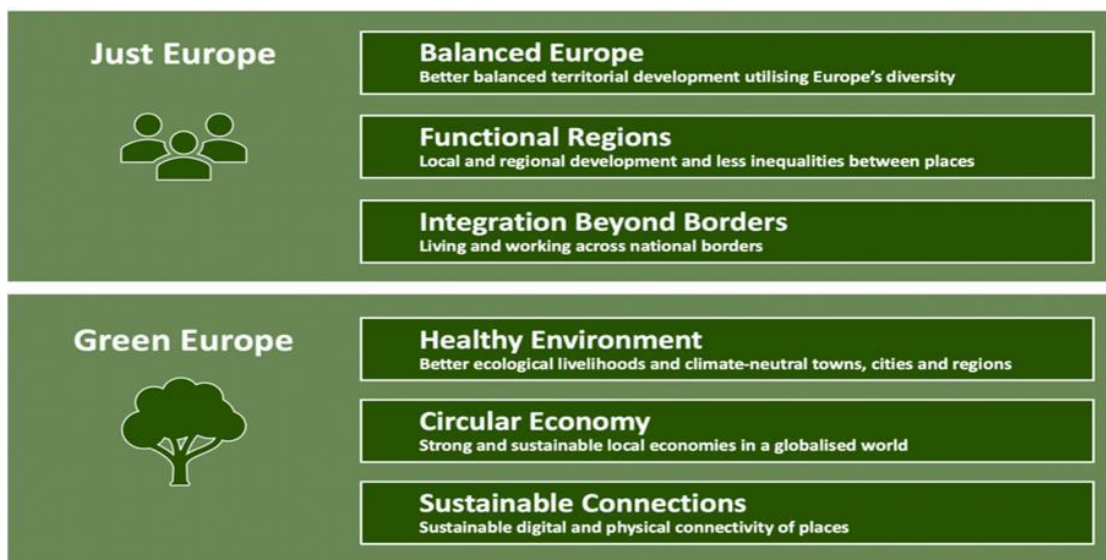 Just Europe
Balanced Europe
Better balanced territorial development utilising Europe's diversity
Functional Regions
Local and regional development and less inequalities between places
Integration Beyond Borders
Living and working across national borders
Green Europe
Healthy Environment
Better ecological livelihoods and climate-neutral towns, cities and regions
Circular Economy
Strong and sustainable local economies in a globalised world
Sustainable Connections
Sustainable digital and physical connectivity of places